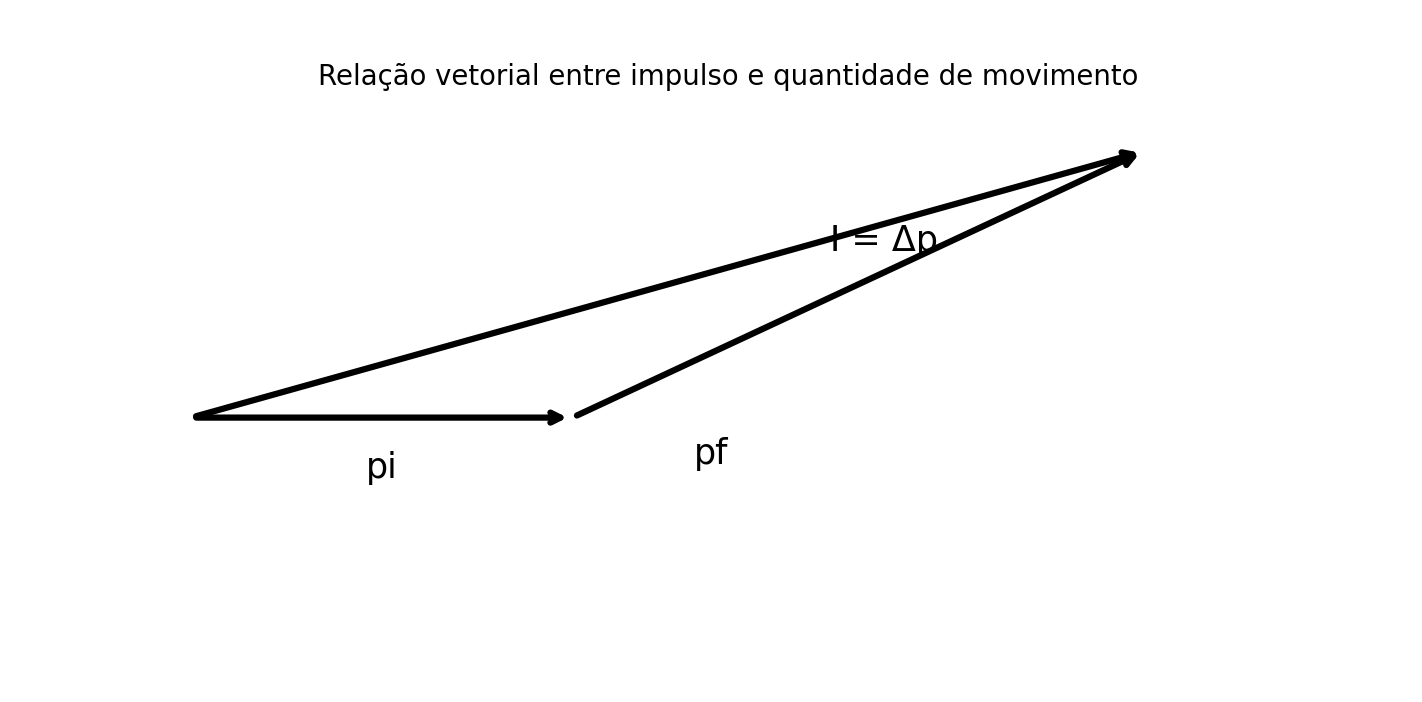 Relação vetorial entre impulso e quantidade de movimento
I = Δp
pi
pf